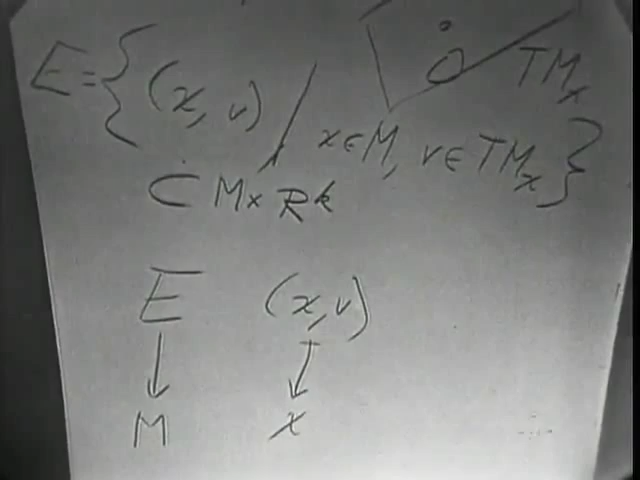 TMₓ
E = { (x, v) / x ∈ M, v ∈ TMₓ }
⊂ M × Rk
E (x, v)
↓ ↓
M x